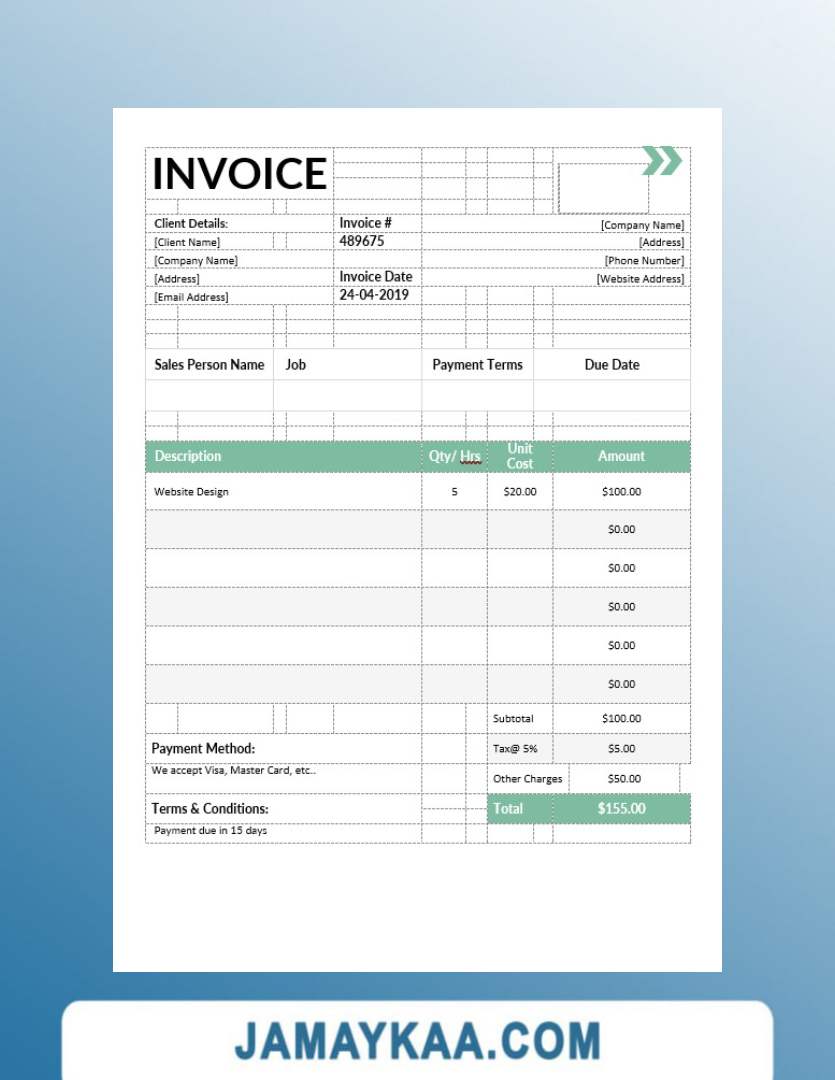 INVOICE
Client Details:
[Client Name]
[Company Name]
[Address]
[Email Address]
Invoice #
489675
Invoice Date
24-04-2019
[Company Name]
[Address]
[Phone Number]
[Website Address]
Sales Person Name Job Payment Terms Due Date
Description Qty/ Hrs Unit Cost Amount
Website Design 5 $20.00 $100.00
$0.00
$0.00
$0.00
$0.00
$0.00
Subtotal $100.00
Payment Method: Tax@ 5% $5.00
We accept Visa, Master Card, etc..
Other Charges $50.00
Terms & Conditions: Total $155.00
Payment due in 15 days
JAMAYKAA.COM